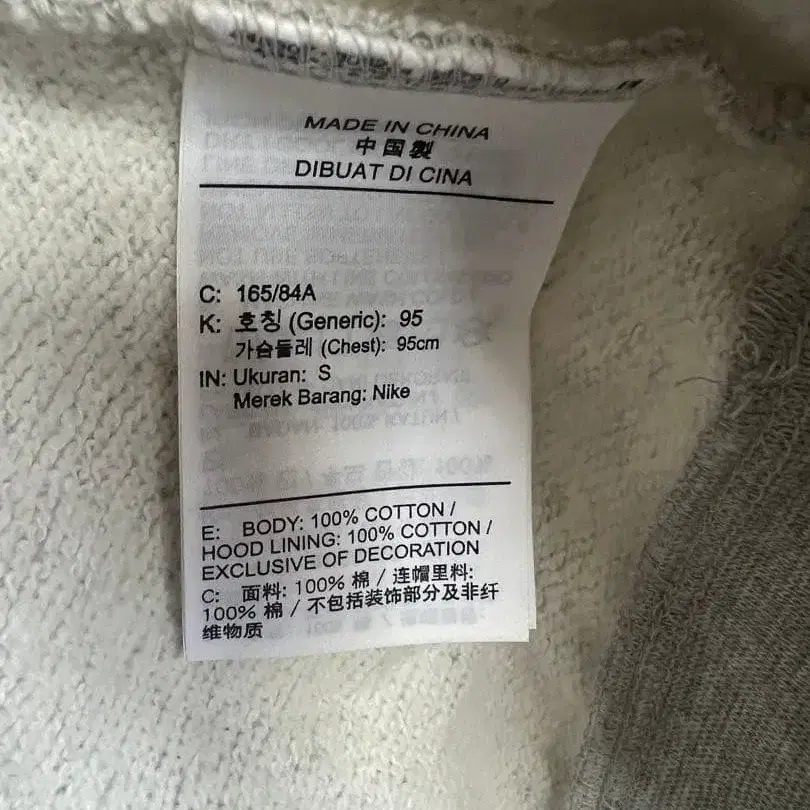 MADE IN CHINA
中国製
DIBUAT DI CINA
C: 165/84A
K: 호칭 (Generic): 95
가슴둘레 (Chest): 95cm
IN: Ukuran: S
Merek Barang: Nike
E: BODY: 100% COTTON /
HOOD LINING: 100% COTTON /
EXCLUSIVE OF DECORATION
C: 面料: 100% 棉 / 连帽里料:
100% 棉 / 不包括装饰部分及非纤
维物质